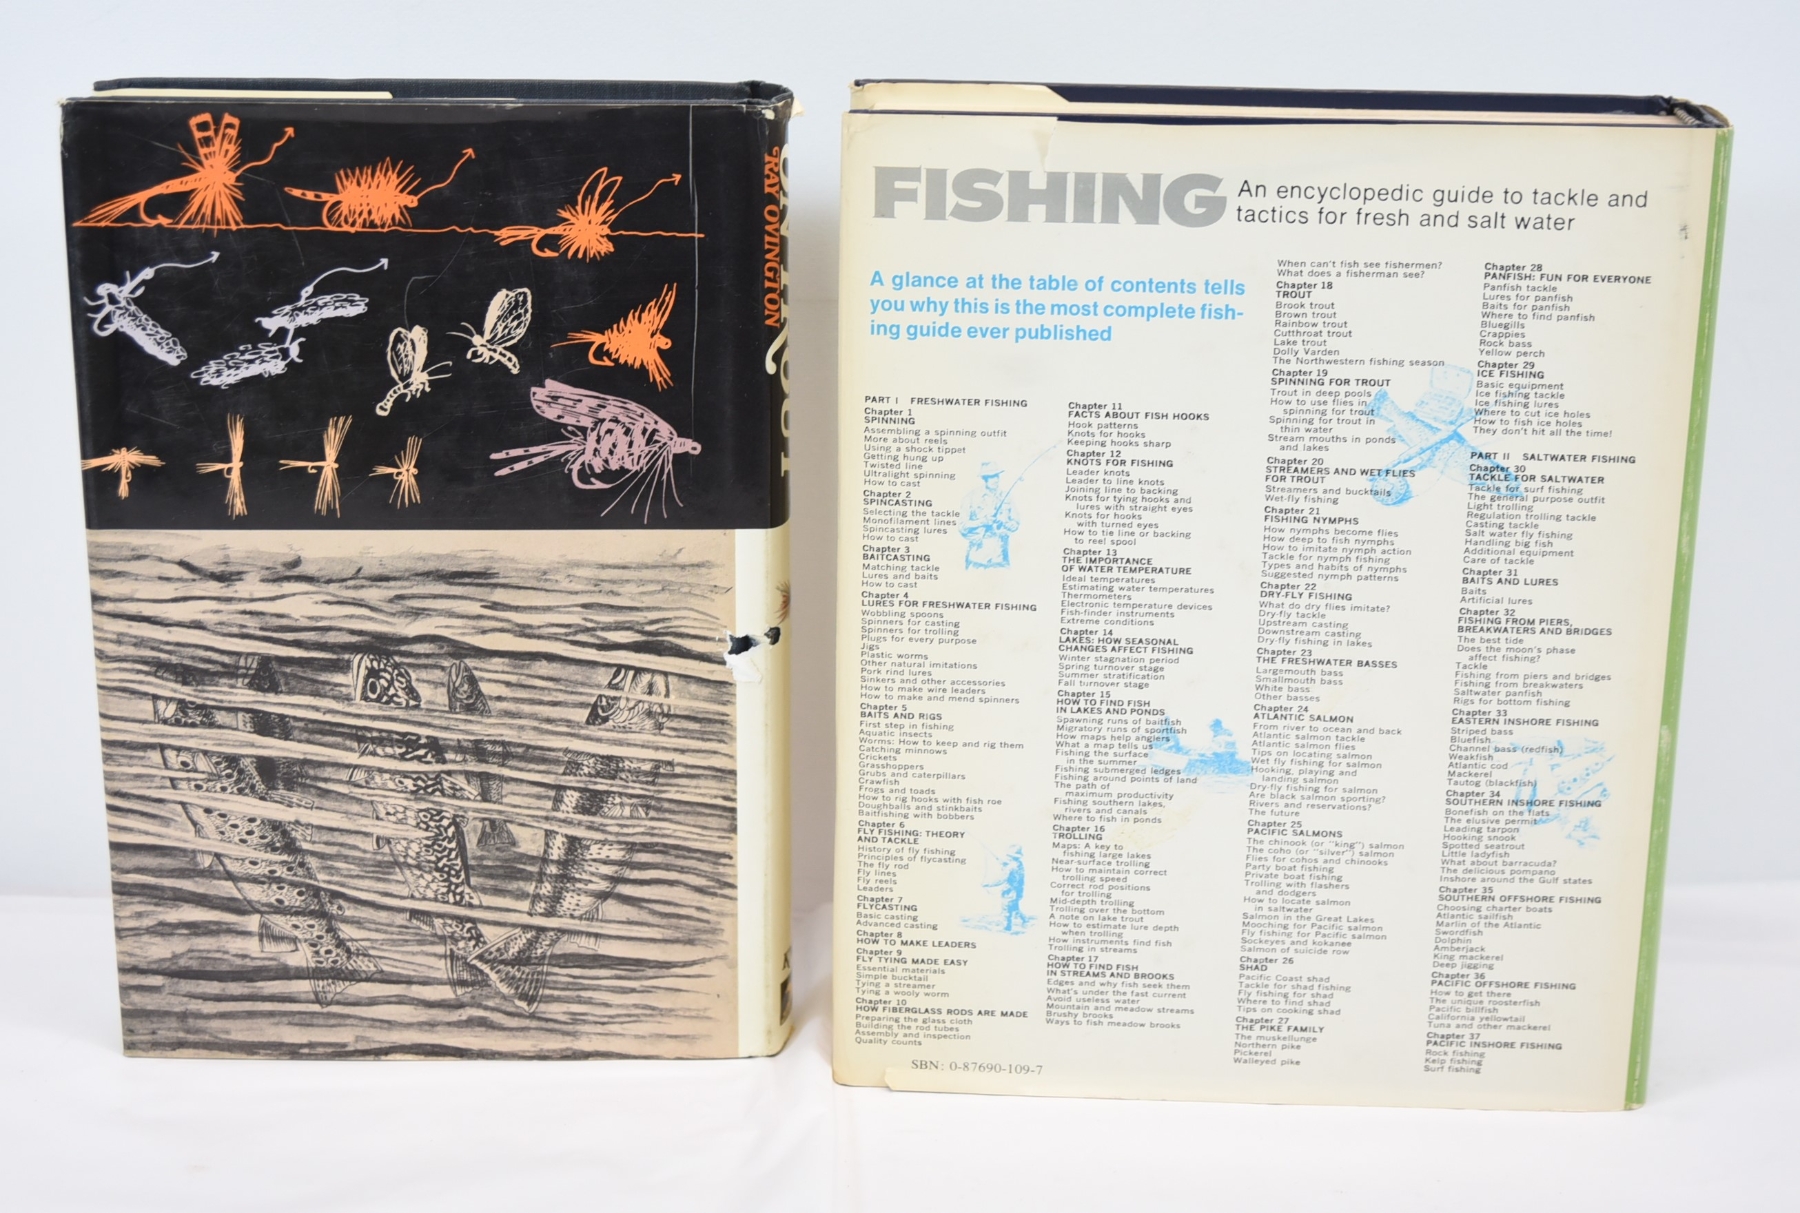 RAY OVINGTON
FISHING
An encyclopedic guide to tackle and
tactics for fresh and salt water
A glance at the table of contents tells
you why this is the most complete fish-
ing guide ever published
PART I FRESHWATER FISHING
Chapter 1
SPINNING
Assembling a spinning outfit
More about reels
Using a shock tippet
Getting hung up
Twisted line
Ultralight spinning
How to cast
Chapter 2
SPINCASTING
Selecting the tackle
Monofilament lines
Spincasting lures
How to cast
Chapter 3
BAITCASTING
Matching tackle
Lures and baits
How to cast
Chapter 4
LURES FOR FRESHWATER FISHING
Wobbling spoons
Spinners for casting
Spinners for trolling
Plugs for every purpose
Jigs
Plastic worms
Other natural imitations
Pork rind lures
Sinkers and other accessories
How to make wire leaders
How to make and mend spinners
Chapter 5
BAITS AND RIGS
First step in fishing
Aquatic insects
Worms: How to keep and rig them
Catching minnows
Crickets
Grasshoppers
Grubs and caterpillars
Crawfish
Frogs and toads
How to rig hooks with fish roe
Doughballs and stinkbaits
Baitfishing with bobbers
Chapter 6
FLY FISHING: THEORY
AND TACKLE
History of fly fishing
Principles of flycasting
The fly rod
Fly lines
Fly reels
Leaders
Chapter 7
FLYCASTING
Basic casting
Advanced casting
Chapter 8
HOW TO MAKE LEADERS
Chapter 9
FLY TYING MADE EASY
Essential materials
Simple bucktail
Tying a streamer
Tying a wooly worm
Chapter 10
HOW FIBERGLASS RODS ARE MADE
Preparing the glass cloth
Building the rod tubes
Assembly and inspection
Quality counts
Chapter 11
FACTS ABOUT FISH HOOKS
Hook patterns
Knots for hooks
Keeping hooks sharp
Chapter 12
KNOTS FOR FISHING
Leader knots
Leader to line knots
Joining line to backing
Knots for tying hooks and
lures with straight eyes
Knots for hooks
with turned eyes
How to tie line or backing
to reel spool
Chapter 13
THE IMPORTANCE
OF WATER TEMPERATURE
Ideal temperatures
Estimating water temperatures
Thermometers
Electronic temperature devices
Fish-finder instruments
Extreme conditions
Chapter 14
LAKES: HOW SEASONAL
CHANGES AFFECT FISHING
Winter stagnation period
Spring turnover stage
Summer stratification
Fall turnover stage
Chapter 15
HOW TO FIND FISH
IN LAKES AND PONDS
Spawning runs of baitfish
Migratory runs of sportfish
How maps help anglers
What a map tells us
Fishing the surface
in the summer
Fishing submerged ledges
Fishing around points of land
The path of
maximum productivity
Fishing southern lakes,
rivers and canals
Where to fish in ponds
Chapter 16
TROLLING
Maps: A key to
fishing large lakes
Near-surface trolling
How to maintain correct
trolling speed
Correct rod positions
for trolling
Mid-depth trolling
Trolling over the bottom
A note on lake trout
How to estimate lure depth
when trolling
How instruments find fish
Trolling in streams
Chapter 17
HOW TO FIND FISH
IN STREAMS AND BROOKS
Edges and why fish seek them
What's under the fast current
Avoid useless water
Mountain and meadow streams
Brushy brooks
Ways to fish meadow brooks
When can't fish see fishermen?
What does a fisherman see?
Chapter 18
TROUT
Brook trout
Brown trout
Rainbow trout
Cutthroat trout
Lake trout
Dolly Varden
The Northwestern fishing season
Chapter 19
SPINNING FOR TROUT
Trout in deep pools
How to use flies in
spinning for trout
Spinning for trout in
thin water
Stream mouths in ponds
and lakes
Chapter 20
STREAMERS AND WET FLIES
FOR TROUT
Streamers and bucktails
Wet-fly fishing
Chapter 21
FISHING NYMPHS
How nymphs become flies
How deep to fish nymphs
How to imitate nymph action
Tackle for nymph fishing
Types and habits of nymphs
Suggested nymph patterns
Chapter 22
DRY-FLY FISHING
What do dry flies imitate?
Dry-fly tackle
Upstream casting
Downstream casting
Dry-fly fishing in lakes
Chapter 23
THE FRESHWATER BASSES
Largemouth bass
Smallmouth bass
White bass
Other basses
Chapter 24
ATLANTIC SALMON
From river to ocean and back
Atlantic salmon tackle
Atlantic salmon flies
Tips on locating salmon
Wet fly fishing for salmon
Hooking, playing and
landing salmon
Dry-fly fishing for salmon
Are black salmon sporting?
Rivers and reservations?
The future
Chapter 25
PACIFIC SALMONS
The chinook (or "king") salmon
The coho (or "silver") salmon
Flies for cohos and chinooks
Party boat fishing
Private boat fishing
Trolling with flashers
and dodgers
How to locate salmon
in saltwater
Salmon in the Great Lakes
Mooching for Pacific salmon
Fly fishing for Pacific salmon
Sockeyes and kokanee
Salmon of suicide row
Chapter 26
SHAD
Pacific Coast shad
Tackle for shad fishing
Fly fishing for shad
Where to find shad
Tips on cooking shad
Chapter 27
THE PIKE FAMILY
The muskellunge
Northern pike
Pickerel
Walleyed pike
Chapter 28
PANFISH: FUN FOR EVERYONE
Panfish tackle
Lures for panfish
Baits for panfish
Where to find panfish
Bluegills
Crappies
Rock bass
Yellow perch
Chapter 29
ICE FISHING
Basic equipment
Ice fishing tackle
Ice fishing lures
Where to cut ice holes
How to fish ice holes
They don't hit all the time!
PART II SALTWATER FISHING
Chapter 30
TACKLE FOR SALTWATER
Tackle for surf fishing
The general purpose outfit
Light trolling
Regulation trolling tackle
Casting tackle
Salt water fly fishing
Handling big fish
Additional equipment
Care of tackle
Chapter 31
BAITS AND LURES
Baits
Artificial lures
Chapter 32
FISHING FROM PIERS,
BREAKWATERS AND BRIDGES
The best tide
Does the moon's phase
affect fishing?
Tackle
Fishing from piers and bridges
Fishing from breakwaters
Saltwater panfish
Rigs for bottom fishing
Chapter 33
EASTERN INSHORE FISHING
Striped bass
Bluefish
Channel bass (redfish)
Weakfish
Atlantic cod
Mackerel
Tautog (blackfish)
Chapter 34
SOUTHERN INSHORE FISHING
Bonefish on the flats
The elusive permit
Leading tarpon
Hooking snook
Spotted seatrout
Little ladyfish
What about barracuda?
The delicious pompano
Inshore around the Gulf states
Chapter 35
SOUTHERN OFFSHORE FISHING
Choosing charter boats
Atlantic sailfish
Marlin of the Atlantic
Swordfish
Dolphin
Amberjack
King mackerel
Deep jigging
Chapter 36
PACIFIC OFFSHORE FISHING
How to get there
The unique roosterfish
Pacific billfish
California yellowtail
Tuna and other mackerel
Chapter 37
PACIFIC INSHORE FISHING
Rock fishing
Kelp fishing
Surf fishing
SBN: 0-87690-109-7